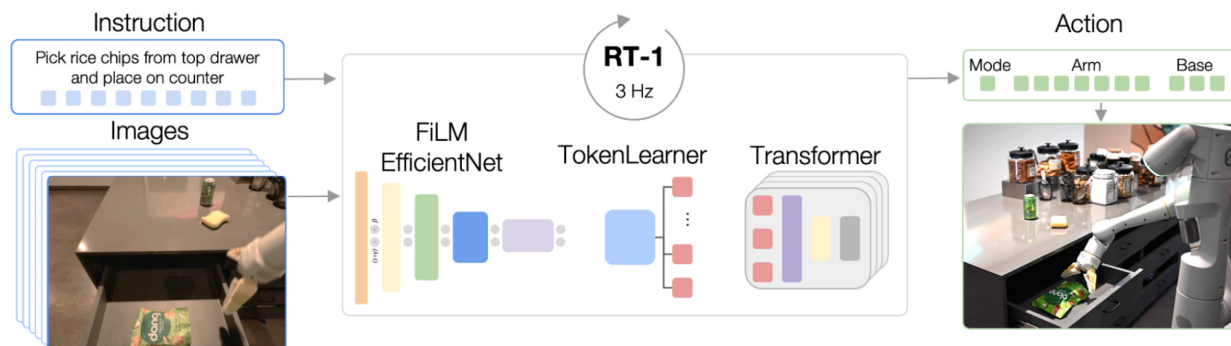 Instruction
Pick rice chips from top drawer
and place on counter
Images
dang
RT-1
3 Hz
FiLM
EfficientNet
TokenLearner
...
Transformer
Action
Mode Arm Base